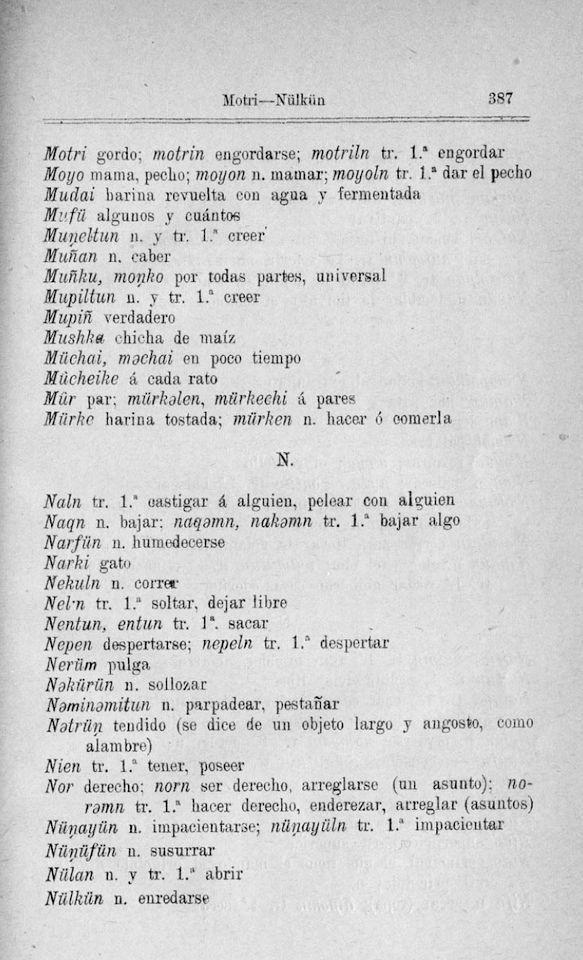 Motri—Nülkün 387
Motri gordo; motrin engordarse; motriln tr. 1.ª engordar
Moyo mama, pecho; moyon n. mamar; moyoln tr. 1.ª dar el pecho
Mudai harina revuelta con agua y fermentada
Mufü algunos y cuántos
Muṇeltun n. y tr. 1.ª creer
Muñan n. caber
Muñku, moṇko por todas partes, universal
Mupiltun n. y tr. 1.ª creer
Mupiñ verdadero
Mushka chicha de maíz
Müchai, məchai en poco tiempo
Mücheike á cada rato
Mür par; mürkəlen, mürkechi á pares
Mürke harina tostada; mürken n. hacer ó comerla
N.
Naln tr. 1.ª castigar á alguien, pelear con alguien
Naqn n. bajar; naqəmn, nakəmn tr. 1.ª bajar algo
Narfün n. humedecerse
Narki gato
Nekuln n. correr
Nel·n tr. 1.ª soltar, dejar libre
Nentun, entun tr. 1ª. sacar
Nepen despertarse; nepeln tr. 1.ª despertar
Nerüm pulga
Nəkürün n. sollozar
Nəminəmitun n. parpadear, pestañar
Nətrüṇ tendido (se dice de un objeto largo y angosto, como
alambre)
Nien tr. 1.ª tener, poseer
Nor derecho; norn ser derecho, arreglarse (un asunto); no-
rəmn tr. 1.ª hacer derecho, enderezar, arreglar (asuntos)
Nüṇayün n. impacientarse; nüṇayüln tr. 1.ª impacientar
Nüṇüfün n. susurrar
Nülan n. y tr. 1.ª abrir
Nülkün n. enredarse